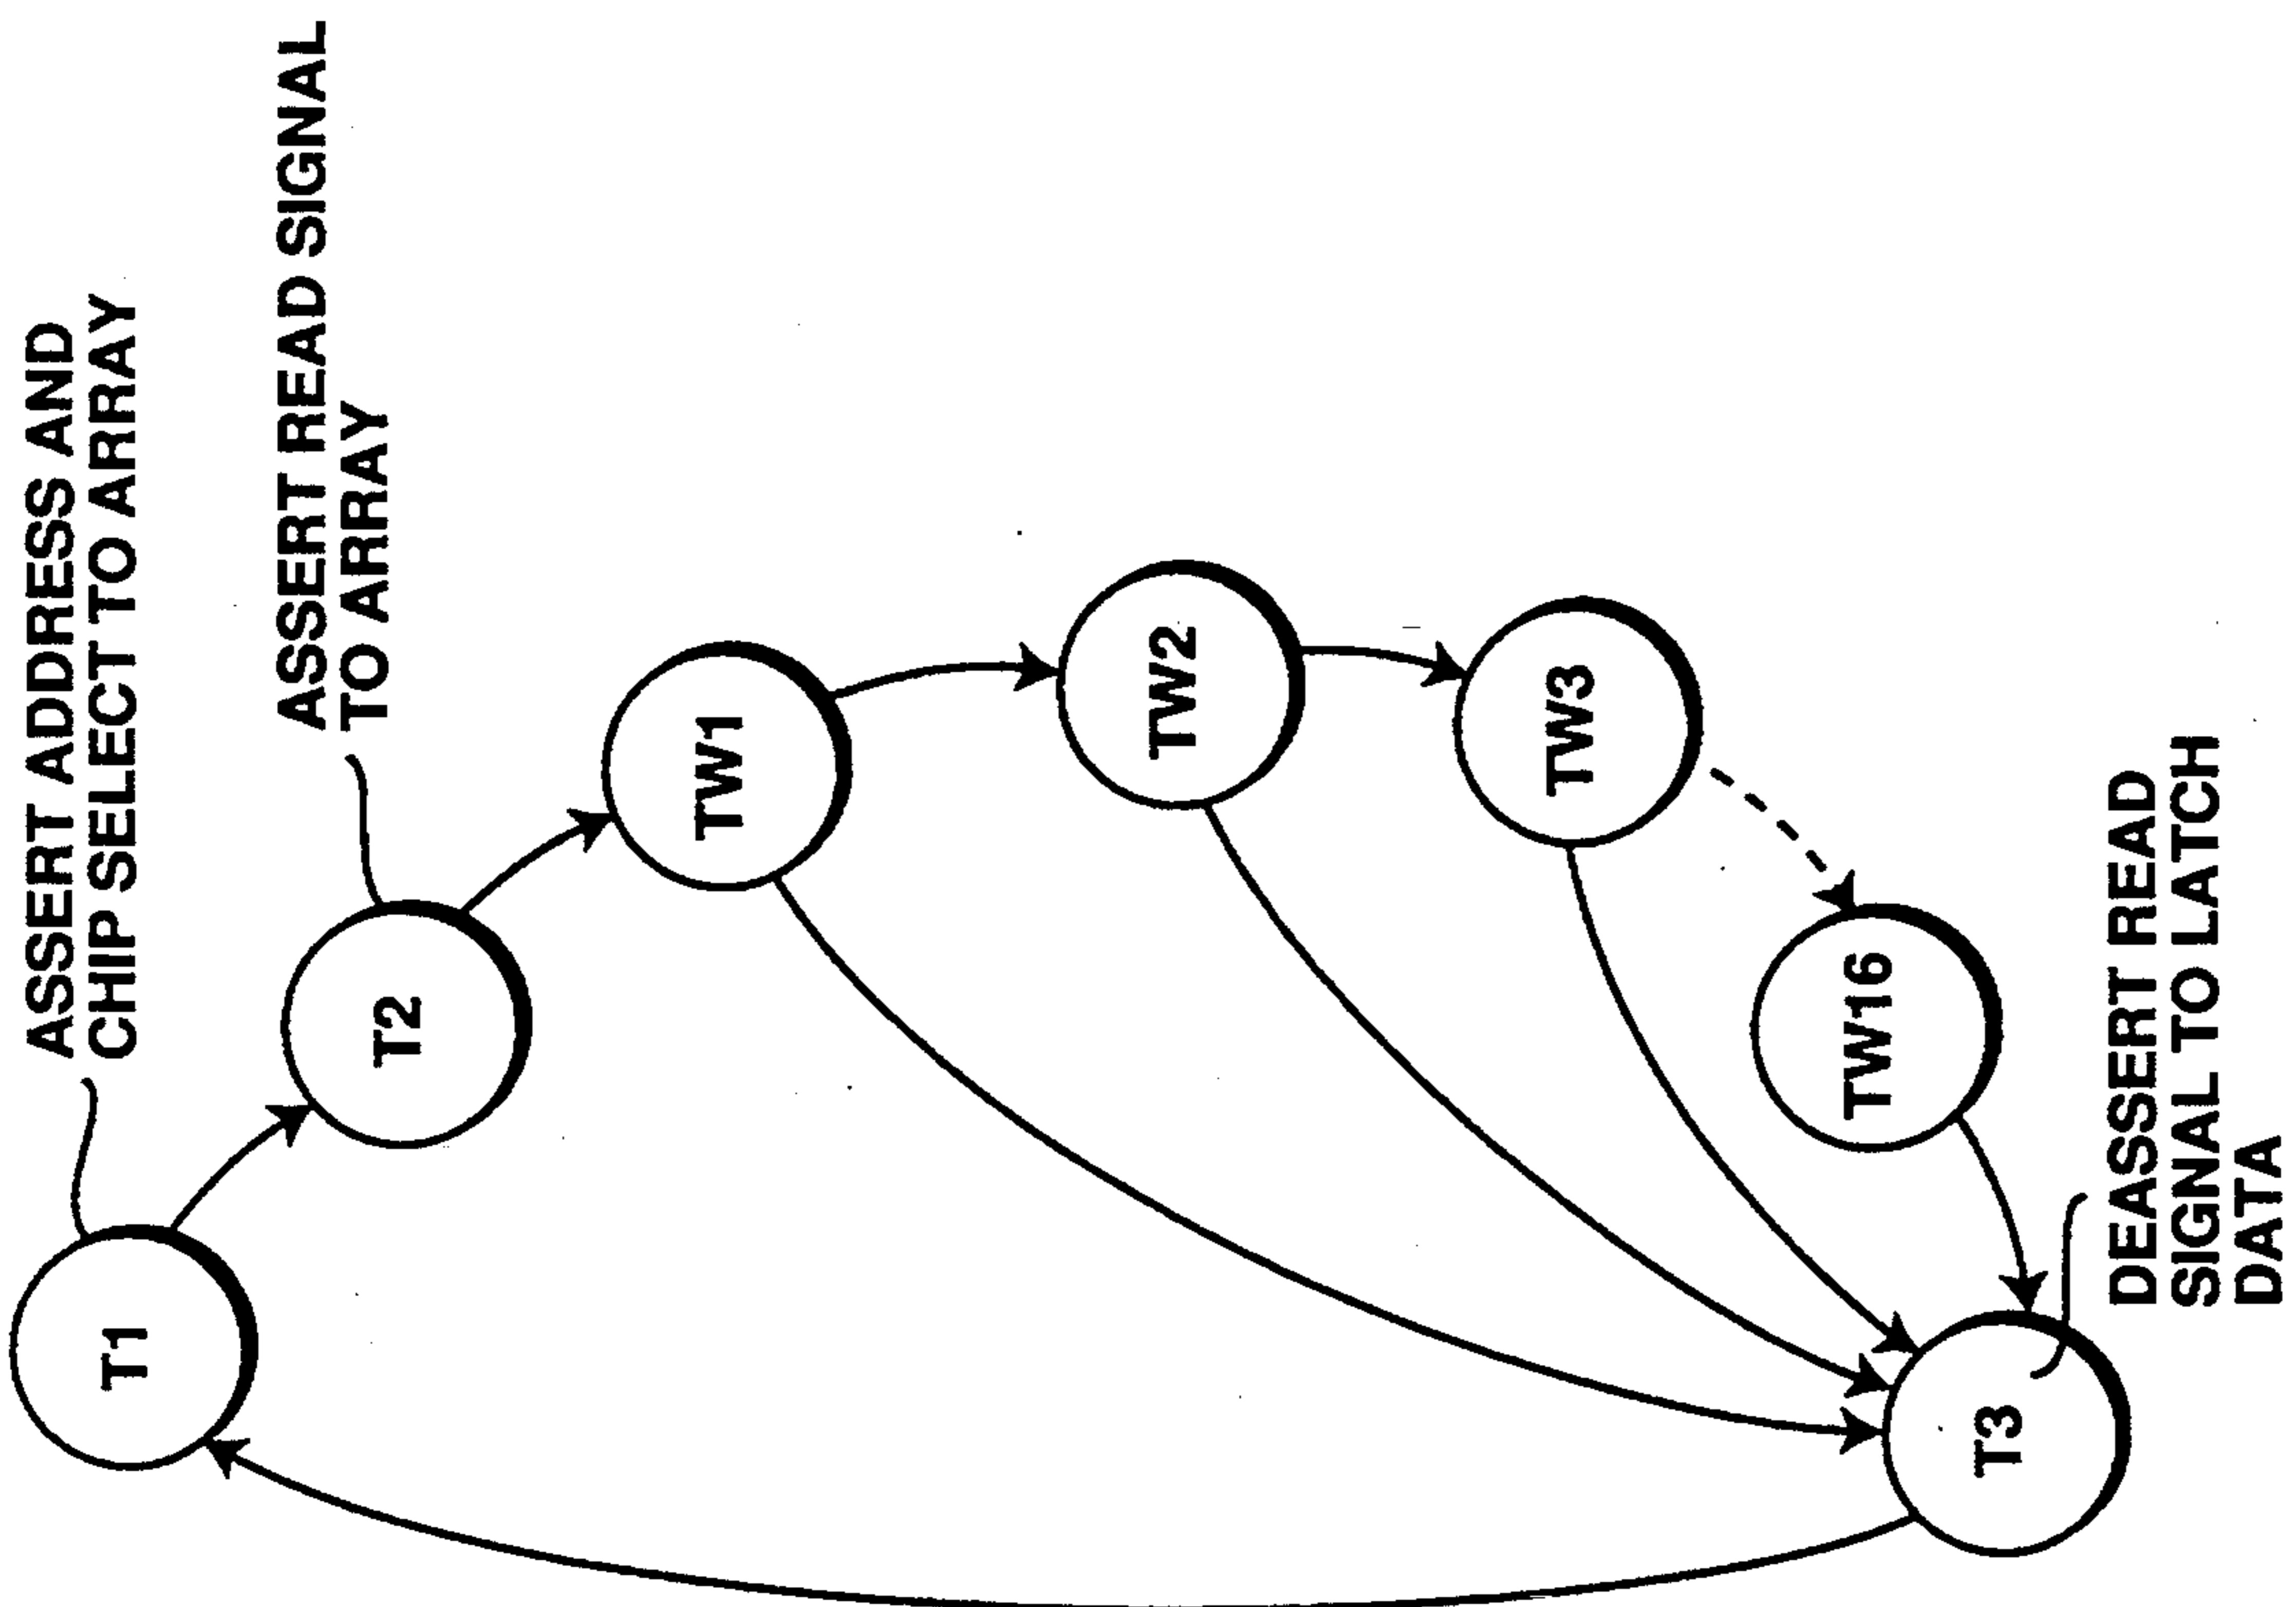 ASSERT ADDRESS AND
CHIP SELECT TO ARRAY
T1
ASSERT READ SIGNAL
TO ARRAY
T2
TW1
TW2
TW3
TW16
T3
DEASSERT READ
SIGNAL TO LATCH
DATA